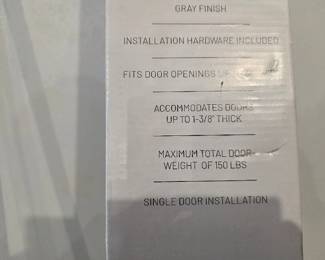 GRAY FINISH
INSTALLATION HARDWARE INCLUDED
FITS DOOR OPENINGS
ACCOMMODATES DOORS
UP TO 1-3/8" THICK
MAXIMUM TOTAL DOOR
WEIGHT OF 150 LBS
SINGLE DOOR INSTALLATION